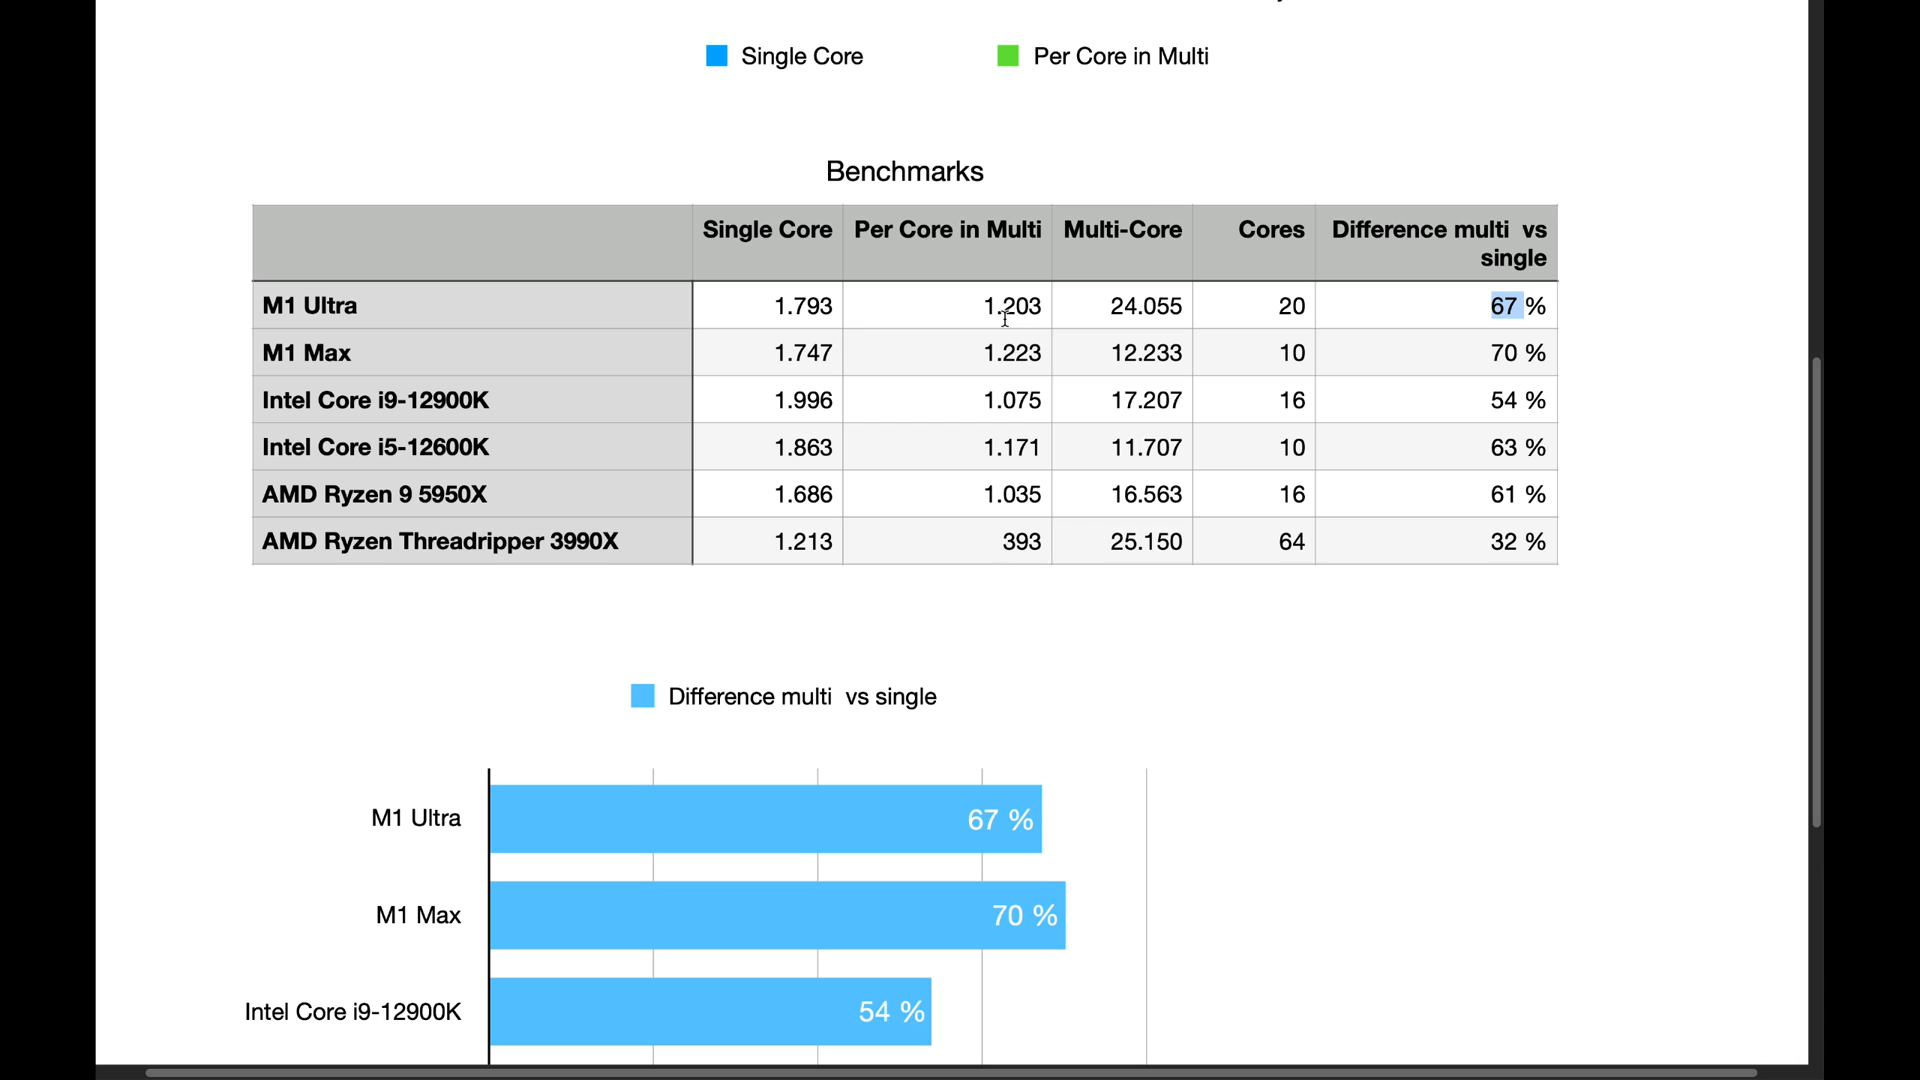 Single Core Per Core in Multi
Benchmarks
Single Core Per Core in Multi Multi-Core Cores Difference multi vs
single
M1 Ultra 1.793 1.203 24.055 20 67 %
M1 Max 1.747 1.223 12.233 10 70 %
Intel Core i9-12900K 1.996 1.075 17.207 16 54 %
Intel Core i5-12600K 1.863 1.171 11.707 10 63 %
AMD Ryzen 9 5950X 1.686 1.035 16.563 16 61 %
AMD Ryzen Threadripper 3990X 1.213 393 25.150 64 32 %
Difference multi vs single
M1 Ultra 67 %
M1 Max 70 %
Intel Core i9-12900K 54 %